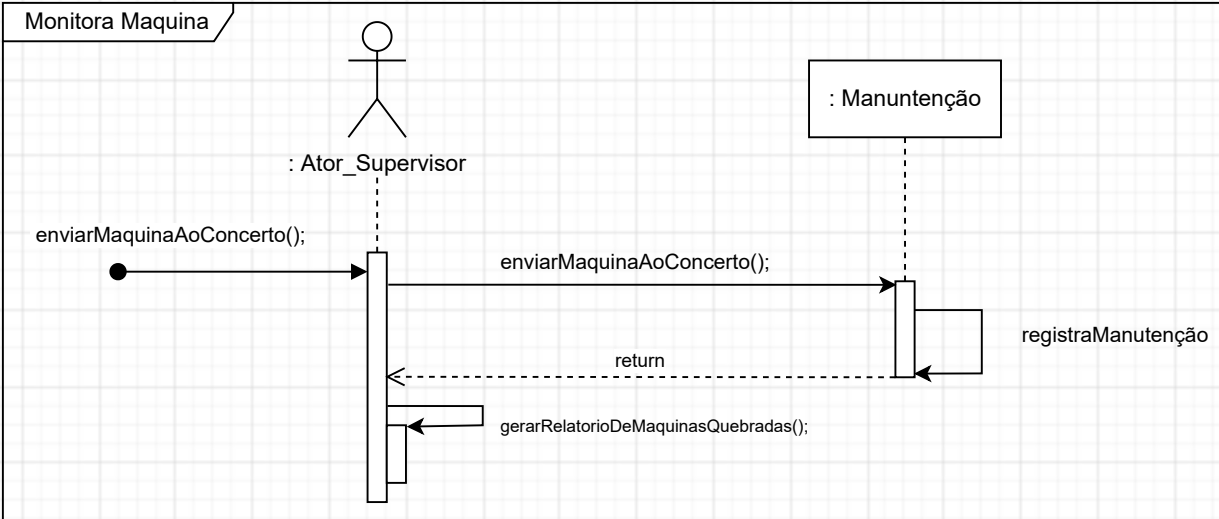 Monitora Maquina
: Manuntenção
: Ator_Supervisor
enviarMaquinaAoConcerto();
enviarMaquinaAoConcerto();
registraManutenção
return
gerarRelatorioDeMaquinasQuebradas();